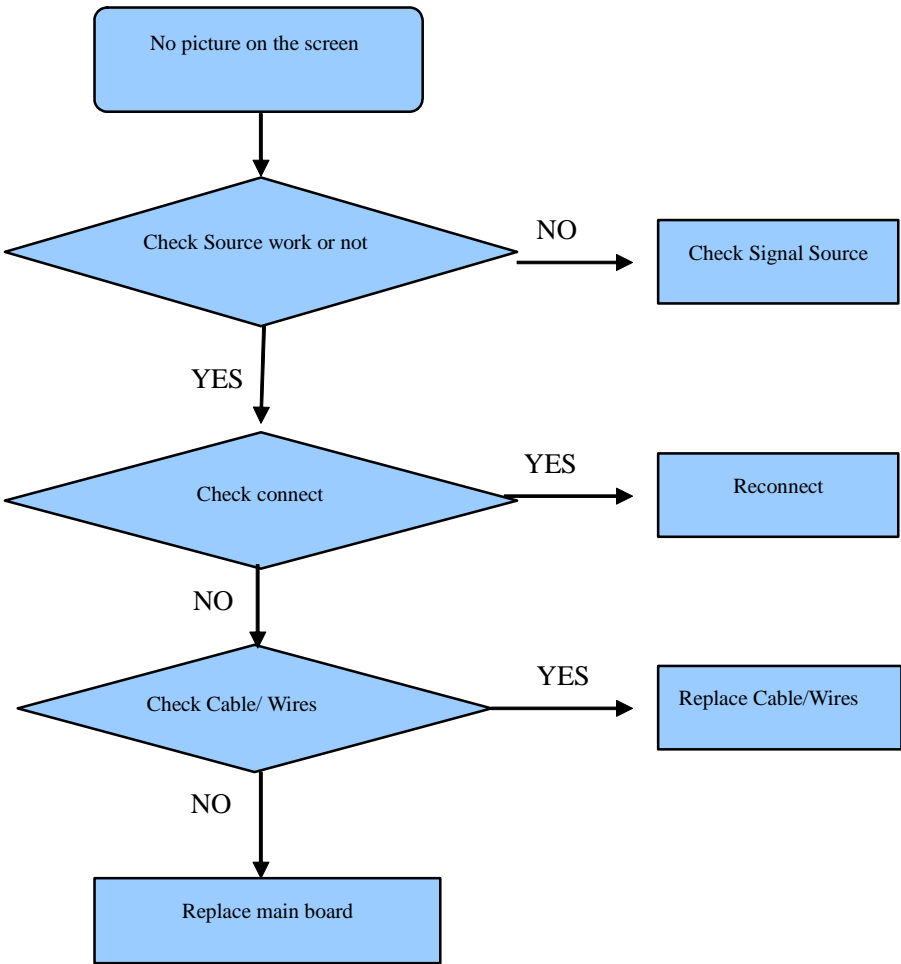 No picture on the screen
Check Source work or not
NO
Check Signal Source
YES
Check connect
YES
Reconnect
NO
Check Cable/ Wires
YES
Replace Cable/Wires
NO
Replace main board